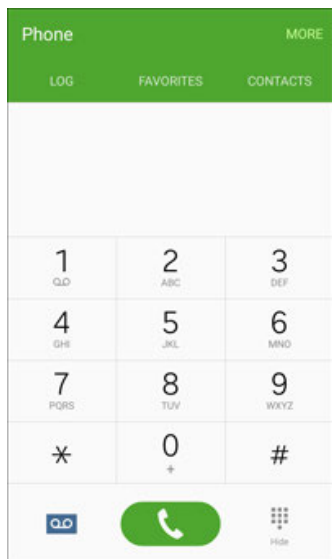 Phone MORE
LOG FAVORITES CONTACTS
1 2 3
ABC DEF
4 5 6
GHI JKL MNO
7 8 9
PQRS TUV WXYZ
* 0 #
+
Hide